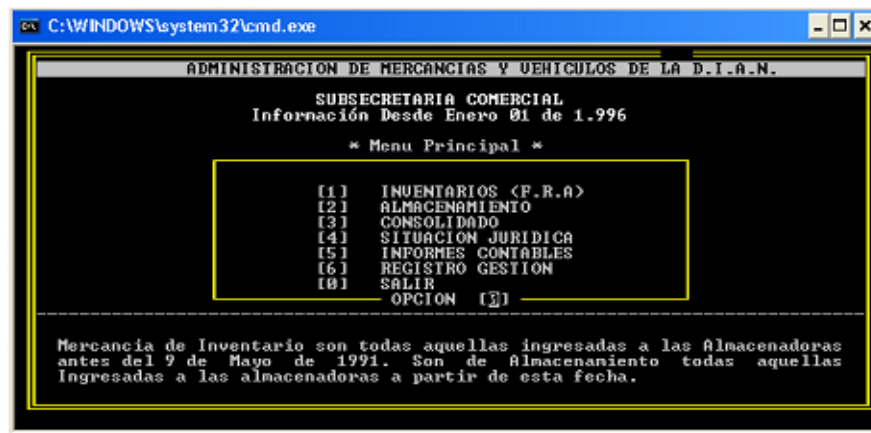 C:\WINDOWS\system32\cmd.exe
ADMINISTRACION DE MERCANCIAS Y VEHICULOS DE LA D.I.A.N.
SUBSECRETARIA COMERCIAL
Información Desde Enero 01 de 1.996
* Menu Principal *
[1] INVENTARIOS (F.R.A)
[2] ALMACENAMIENTO
[3] CONSOLIDADO
[4] SITUACION JURIDICA
[5] INFORMES CONTABLES
[6] REGISTRO GESTION
[0] SALIR
OPCION [ ]
Mercancia de Inventario son todas aquellas ingresadas a las Almacenadoras
antes del 9 de Mayo de 1991. Son de Almacenamiento todas aquellas
Ingresadas a las almacenadoras a partir de esta fecha.